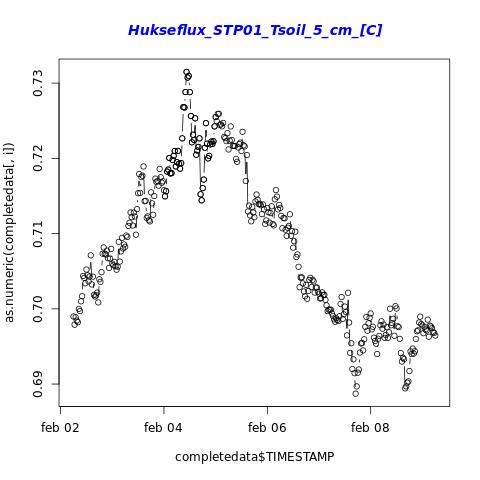 Hukseflux_STP01_Tsoil_5_cm_[C]
as.numeric(completedata[, i])
0.73
0.72
0.71
0.70
0.69
feb 02
feb 04
feb 06
feb 08
completedata$TIMESTAMP